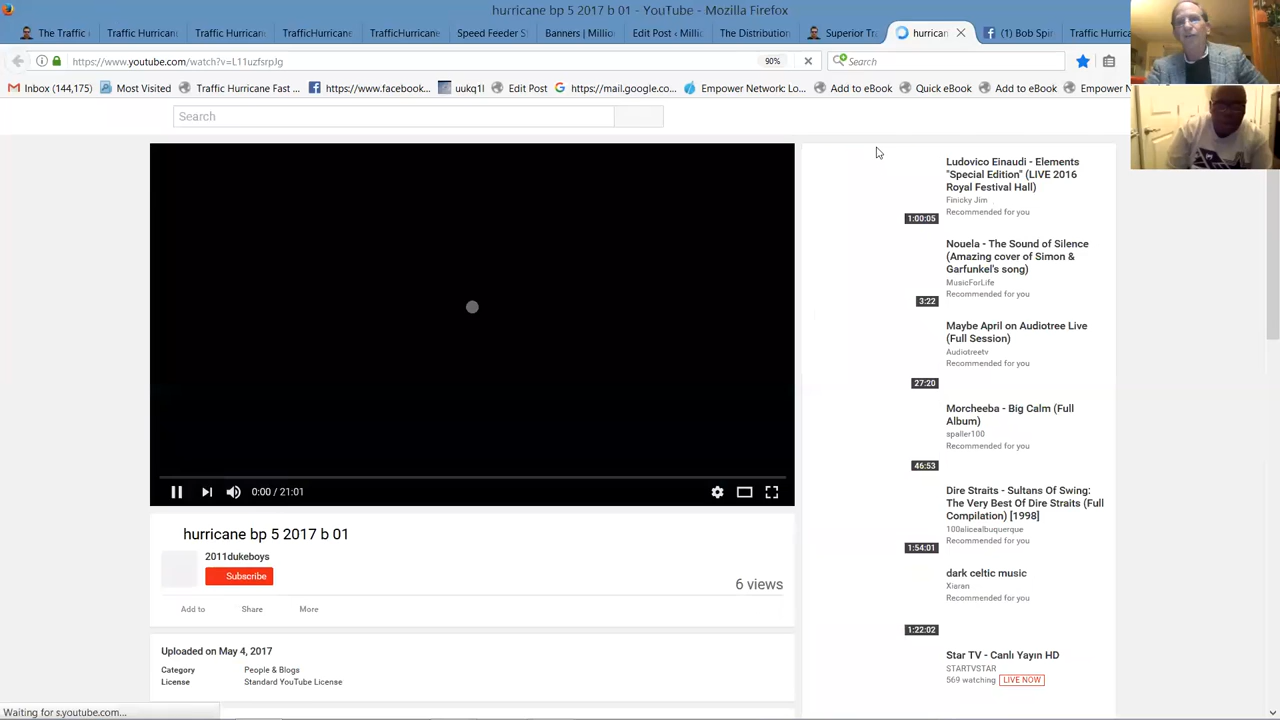 hurricane bp 5 2017 b 01 - YouTube - Mozilla Firefox
The Traffic
Traffic Hurrican
TrafficHurricane
TrafficHurricane
Speed Feeder S
Banners | Million
Edit Post ‹ Millio
The Distribution
Superior Tra
hurrican
(1) Bob Spir
Traffic Hurrican
https://www.youtube.com/watch?v=L11uzfsrpJg
90%
Search
Inbox (144,175)
Most Visited
Traffic Hurricane Fast ...
https://www.facebook...
uukq1l
Edit Post
https://mail.google.co...
Empower Network: Lo...
Add to eBook
Quick eBook
Add to eBook
Empower
Search
0:00 / 21:01
hurricane bp 5 2017 b 01
2011dukeboys
Subscribe
6 views
Add to
Share
More
Uploaded on May 4, 2017
Category
People & Blogs
License
Standard YouTube License
Ludovico Einaudi - Elements
"Special Edition" (LIVE 2016
Royal Festival Hall)
Finicky Jim
Recommended for you
1:00:05
Nouela - The Sound of Silence
(Amazing cover of Simon &
Garfunkel's song)
MusicForLife
Recommended for you
3:22
Maybe April on Audiotree Live
(Full Session)
Audiotreetv
Recommended for you
27:20
Morcheeba - Big Calm (Full
Album)
spaller100
Recommended for you
46:53
Dire Straits - Sultans Of Swing:
The Very Best Of Dire Straits (Full
Compilation) [1998]
100alicealbuquerque
Recommended for you
1:54:01
dark celtic music
Xiaran
Recommended for you
1:22:02
Star TV - Canlı Yayın HD
STARTVSTAR
569 watching
LIVE NOW
Waiting for s.youtube.com...